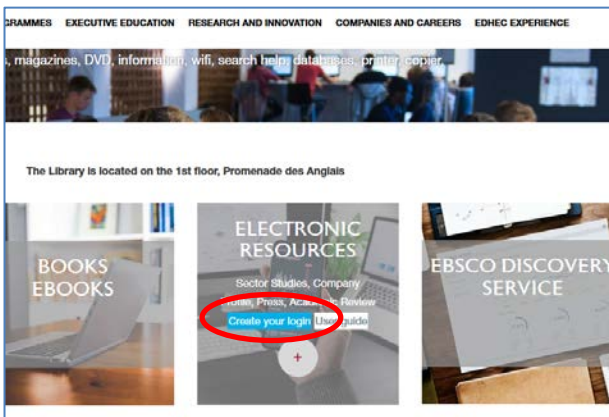 GRAMMES EXECUTIVE EDUCATION RESEARCH AND INNOVATION COMPANIES AND CAREERS EDHEC EXPERIENCE
s, magazines, DVD, information, wifi, search help, databases, printer, copier,
The Library is located on the 1st floor, Promenade des Anglais
BOOKS
EBOOKS
ELECTRONIC
RESOURCES
Sector Studies, Company
Profile, Press, Academic Review
Create your login User guide
+
EBSCO DISCOVERY
SERVICE